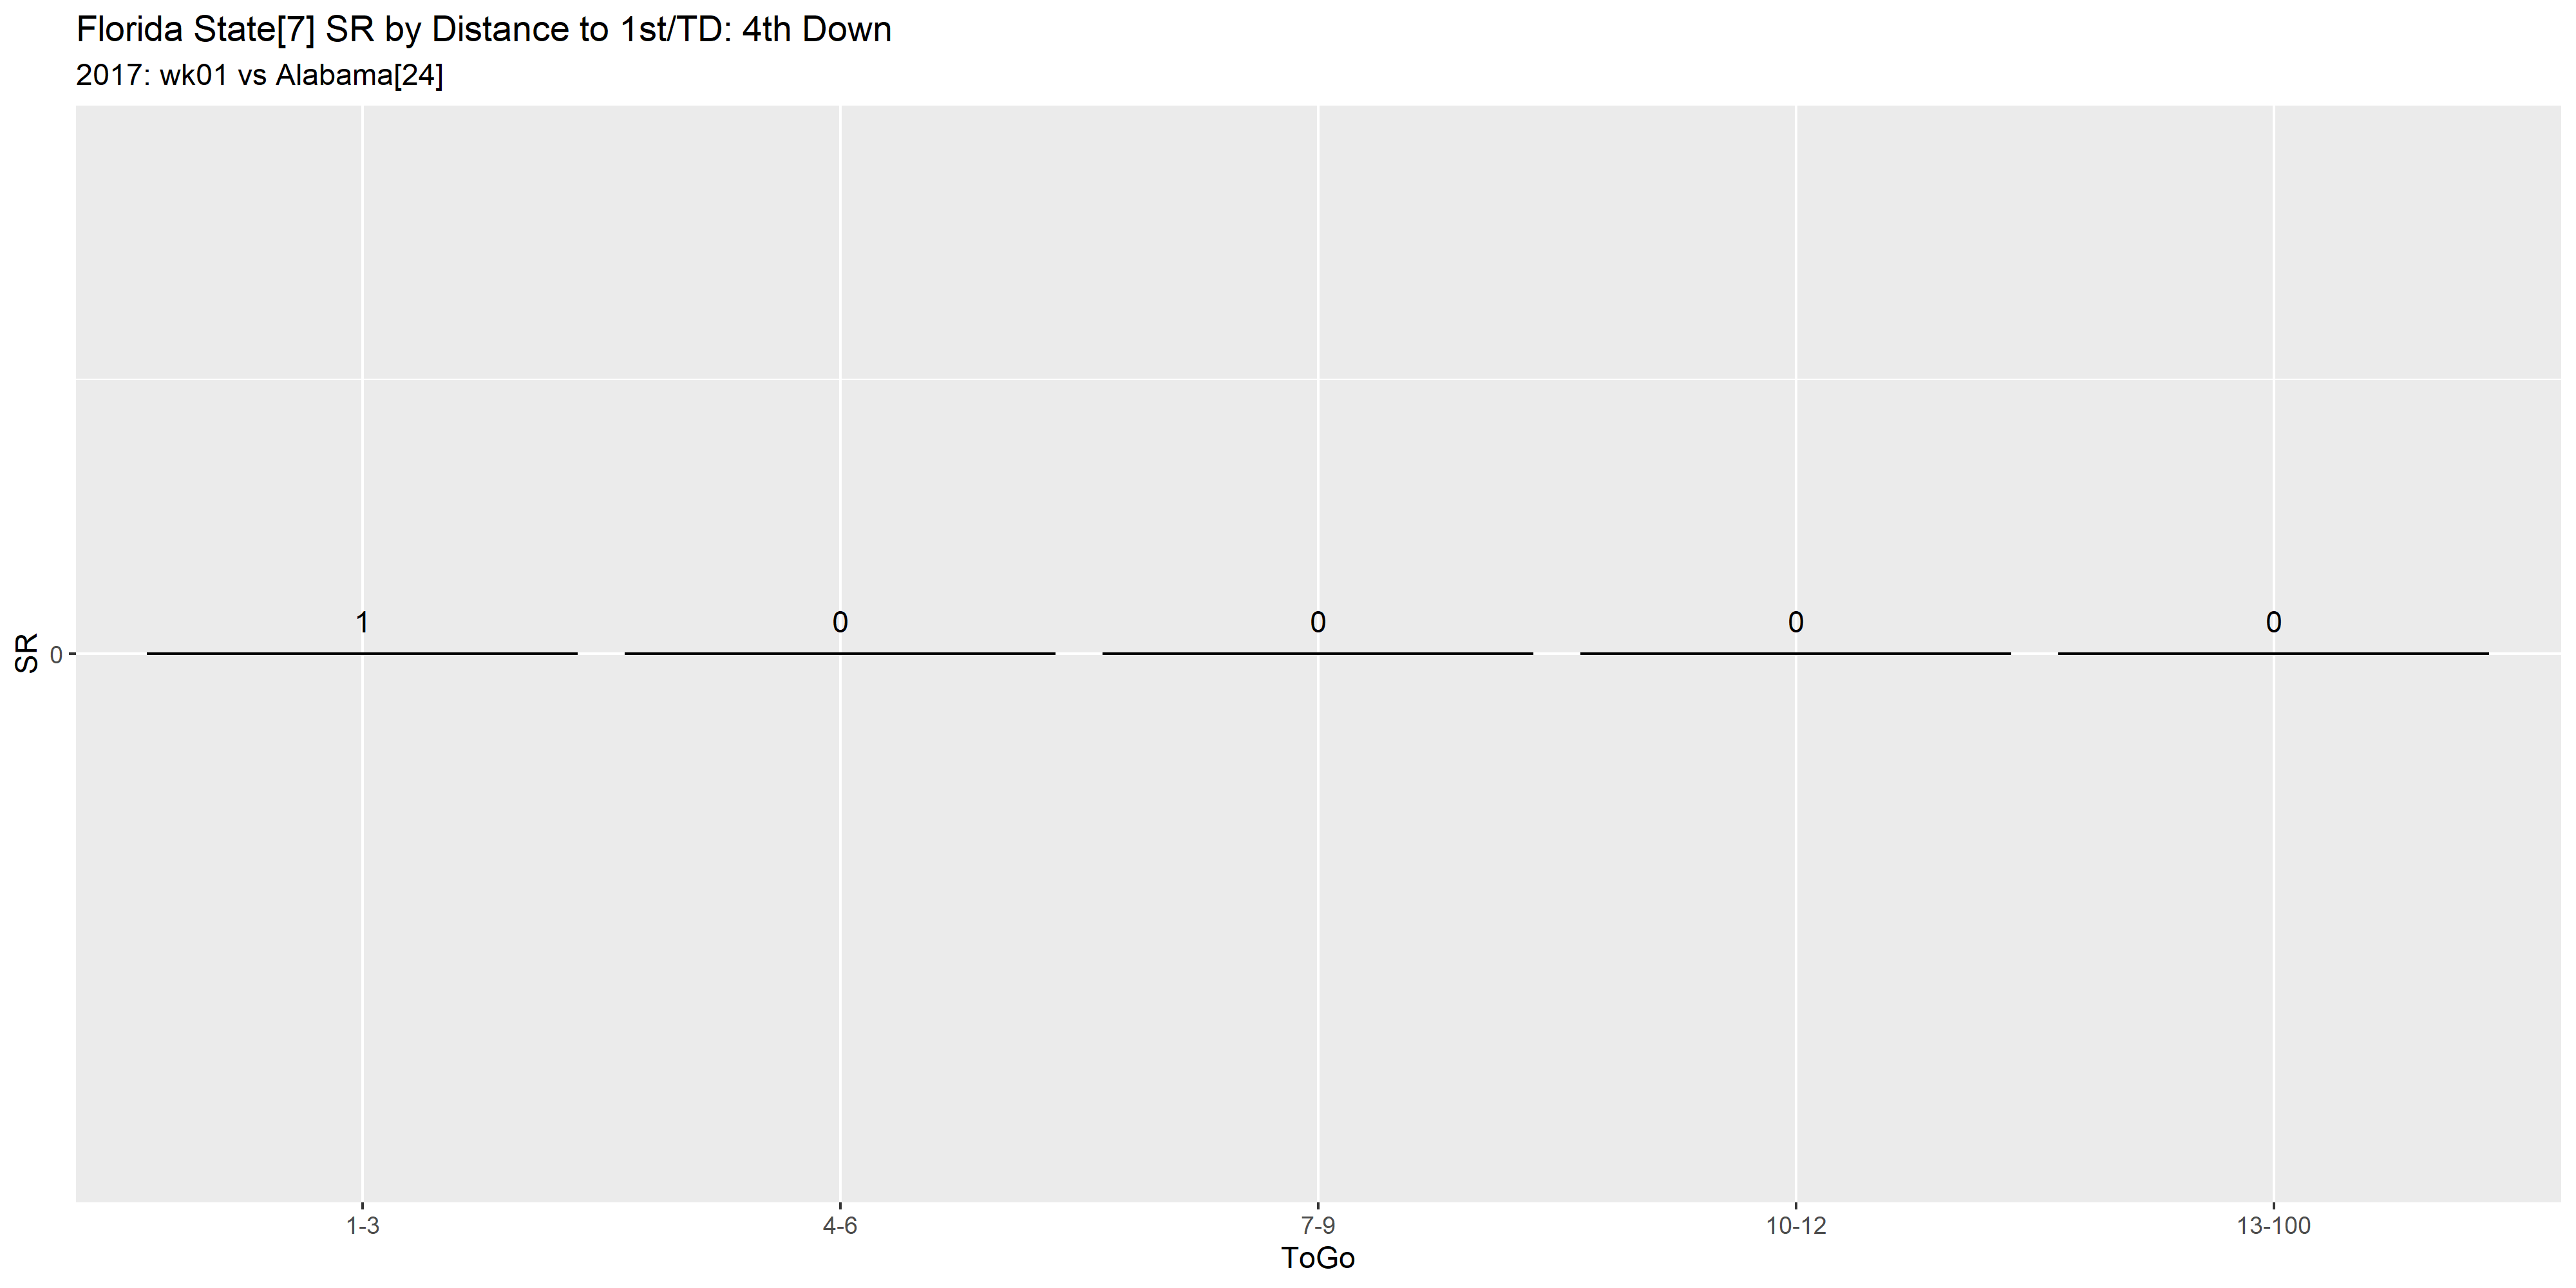 Florida State[7] SR by Distance to 1st/TD: 4th Down
2017: wk01 vs Alabama[24]
1 0 0 0 0
SR
0
1-3 4-6 7-9 10-12 13-100
ToGo